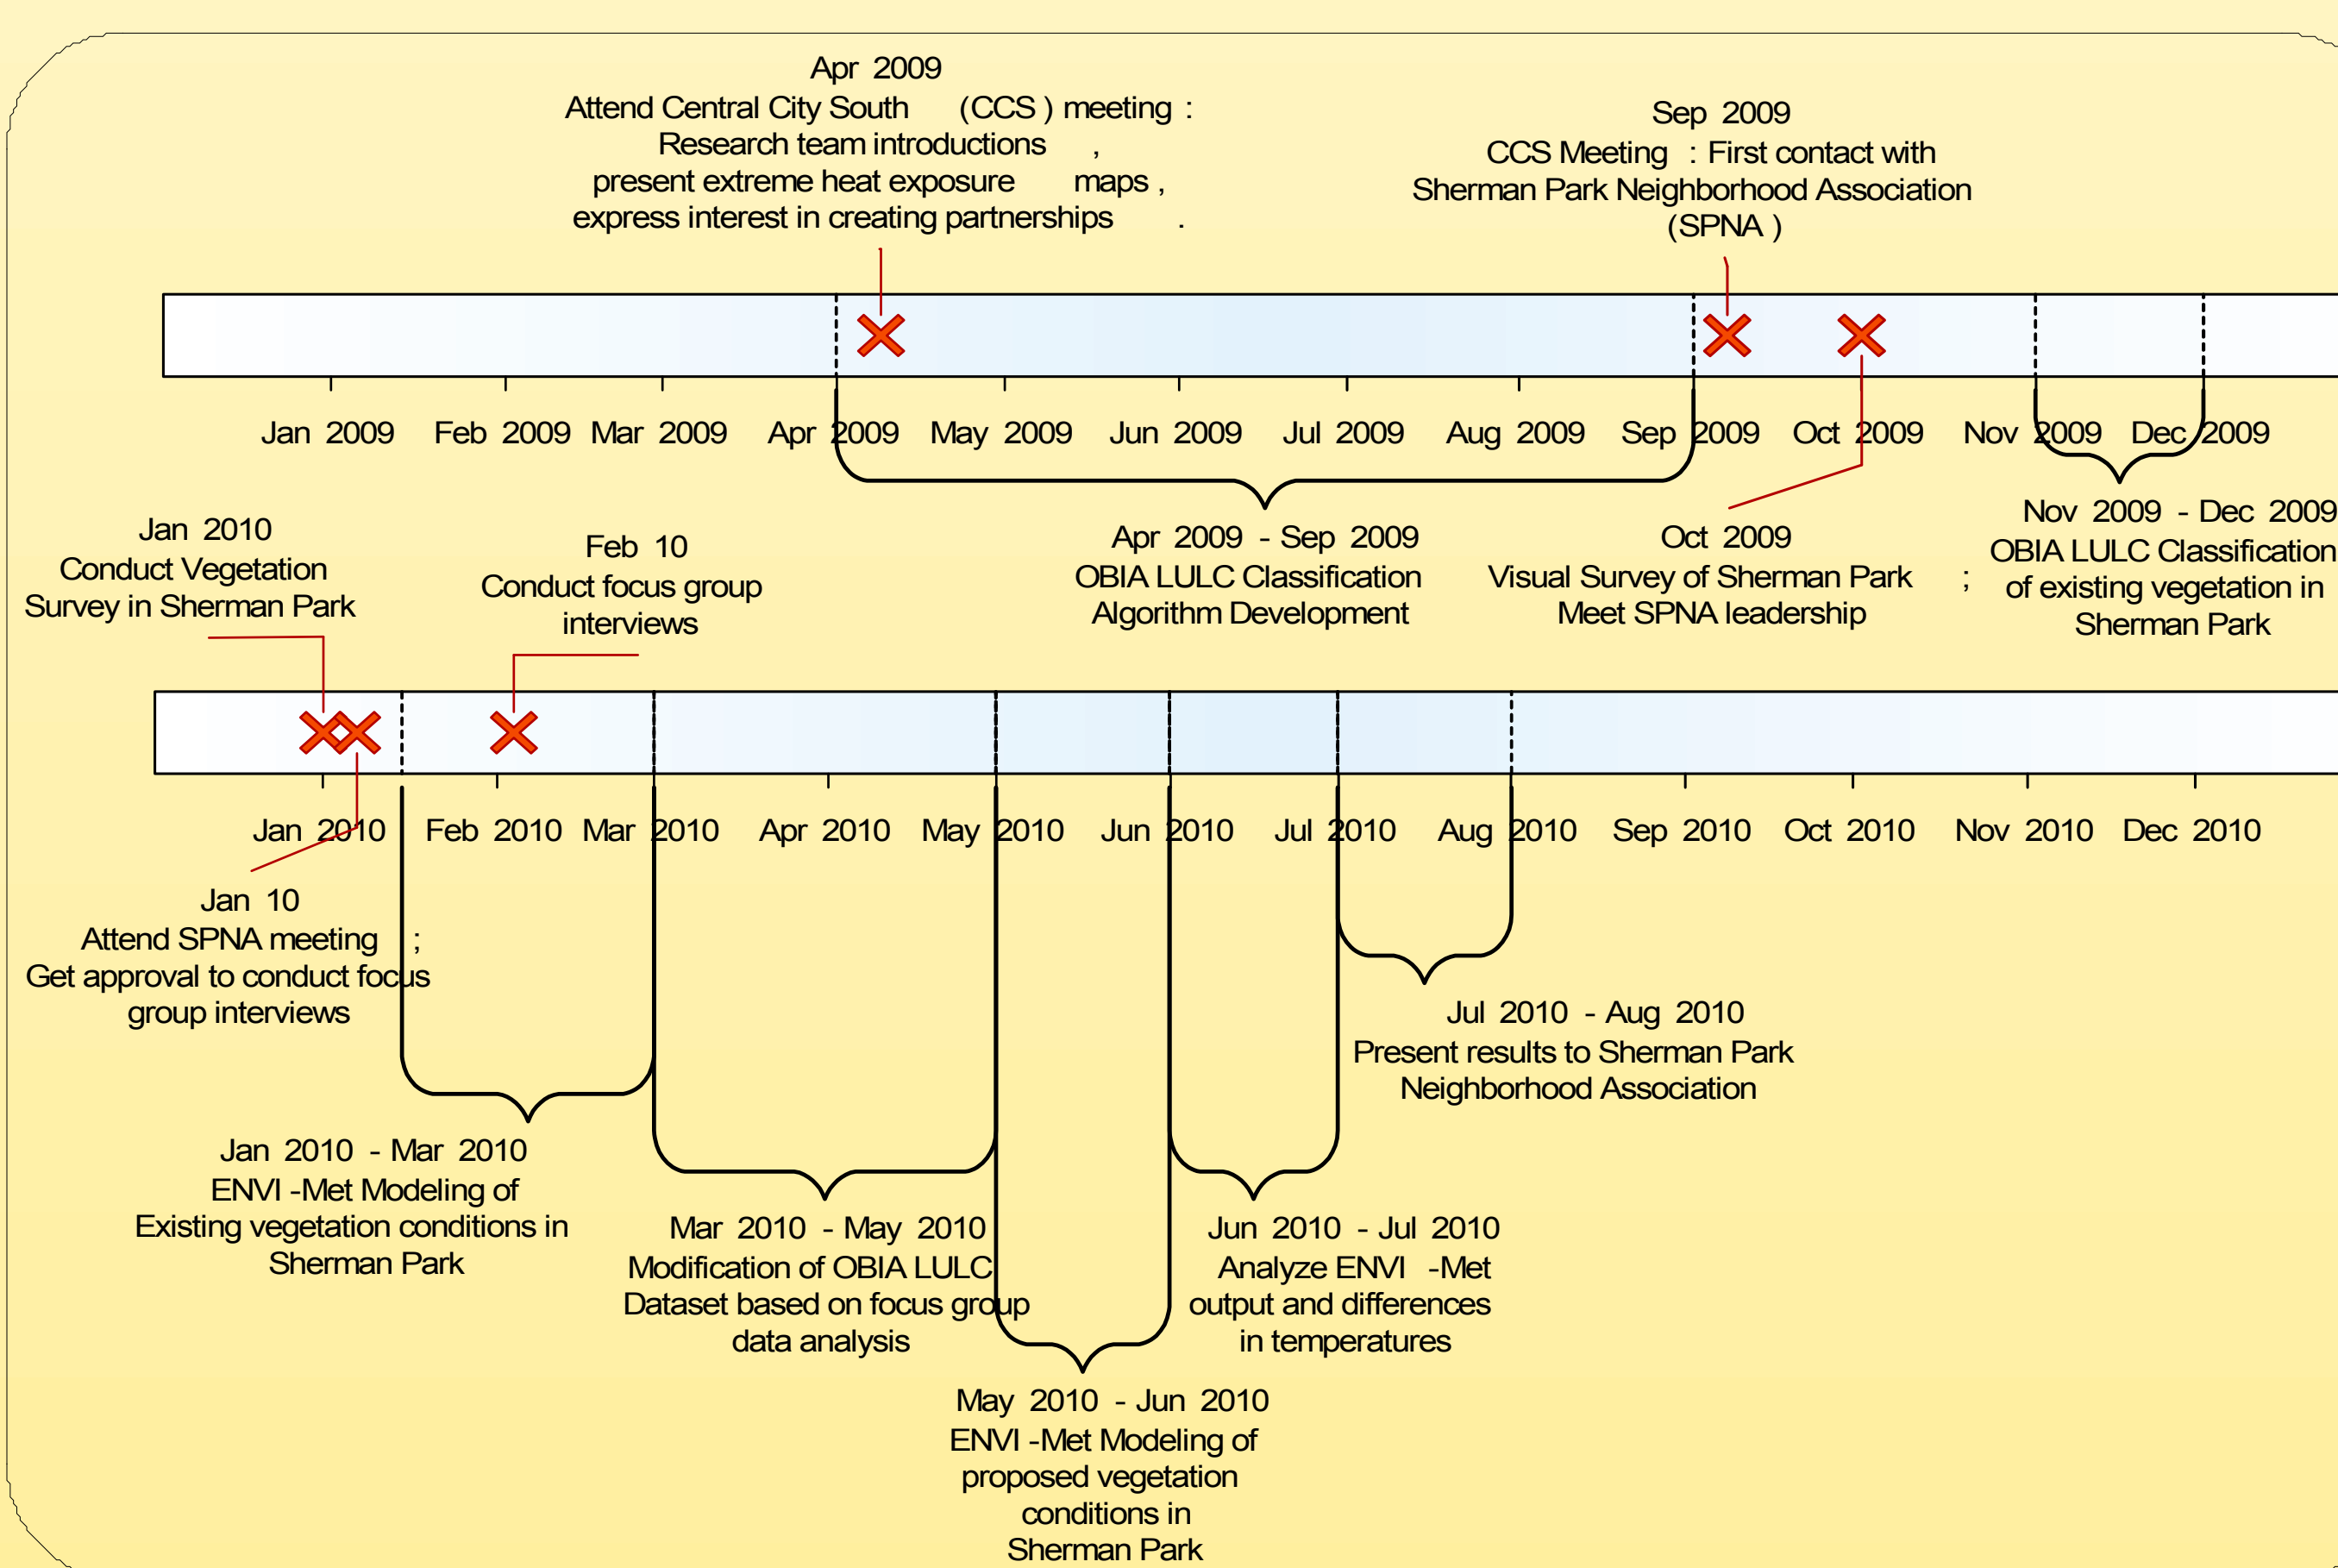 Apr 2009
Attend Central City South (CCS ) meeting :
Research team introductions ,
present extreme heat exposure maps ,
express interest in creating partnerships .
Sep 2009
CCS Meeting : First contact with
Sherman Park Neighborhood Association
(SPNA )
Jan 2009 Feb 2009 Mar 2009 Apr 2009 May 2009 Jun 2009 Jul 2009 Aug 2009 Sep 2009 Oct 2009 Nov 2009 Dec 2009
Apr 2009 - Sep 2009
OBIA LULC Classification
Algorithm Development
Oct 2009
Visual Survey of Sherman Park ;
Meet SPNA leadership
Nov 2009 - Dec 2009
OBIA LULC Classification
of existing vegetation in
Sherman Park
Jan 2010
Conduct Vegetation
Survey in Sherman Park
Feb 10
Conduct focus group
interviews
Jan 2010 Feb 2010 Mar 2010 Apr 2010 May 2010 Jun 2010 Jul 2010 Aug 2010 Sep 2010 Oct 2010 Nov 2010 Dec 2010
Jan 10
Attend SPNA meeting ;
Get approval to conduct focus
group interviews
Jul 2010 - Aug 2010
Present results to Sherman Park
Neighborhood Association
Jan 2010 - Mar 2010
ENVI -Met Modeling of
Existing vegetation conditions in
Sherman Park
Mar 2010 - May 2010
Modification of OBIA LULC
Dataset based on focus group
data analysis
Jun 2010 - Jul 2010
Analyze ENVI -Met
output and differences
in temperatures
May 2010 - Jun 2010
ENVI -Met Modeling of
proposed vegetation
conditions in
Sherman Park